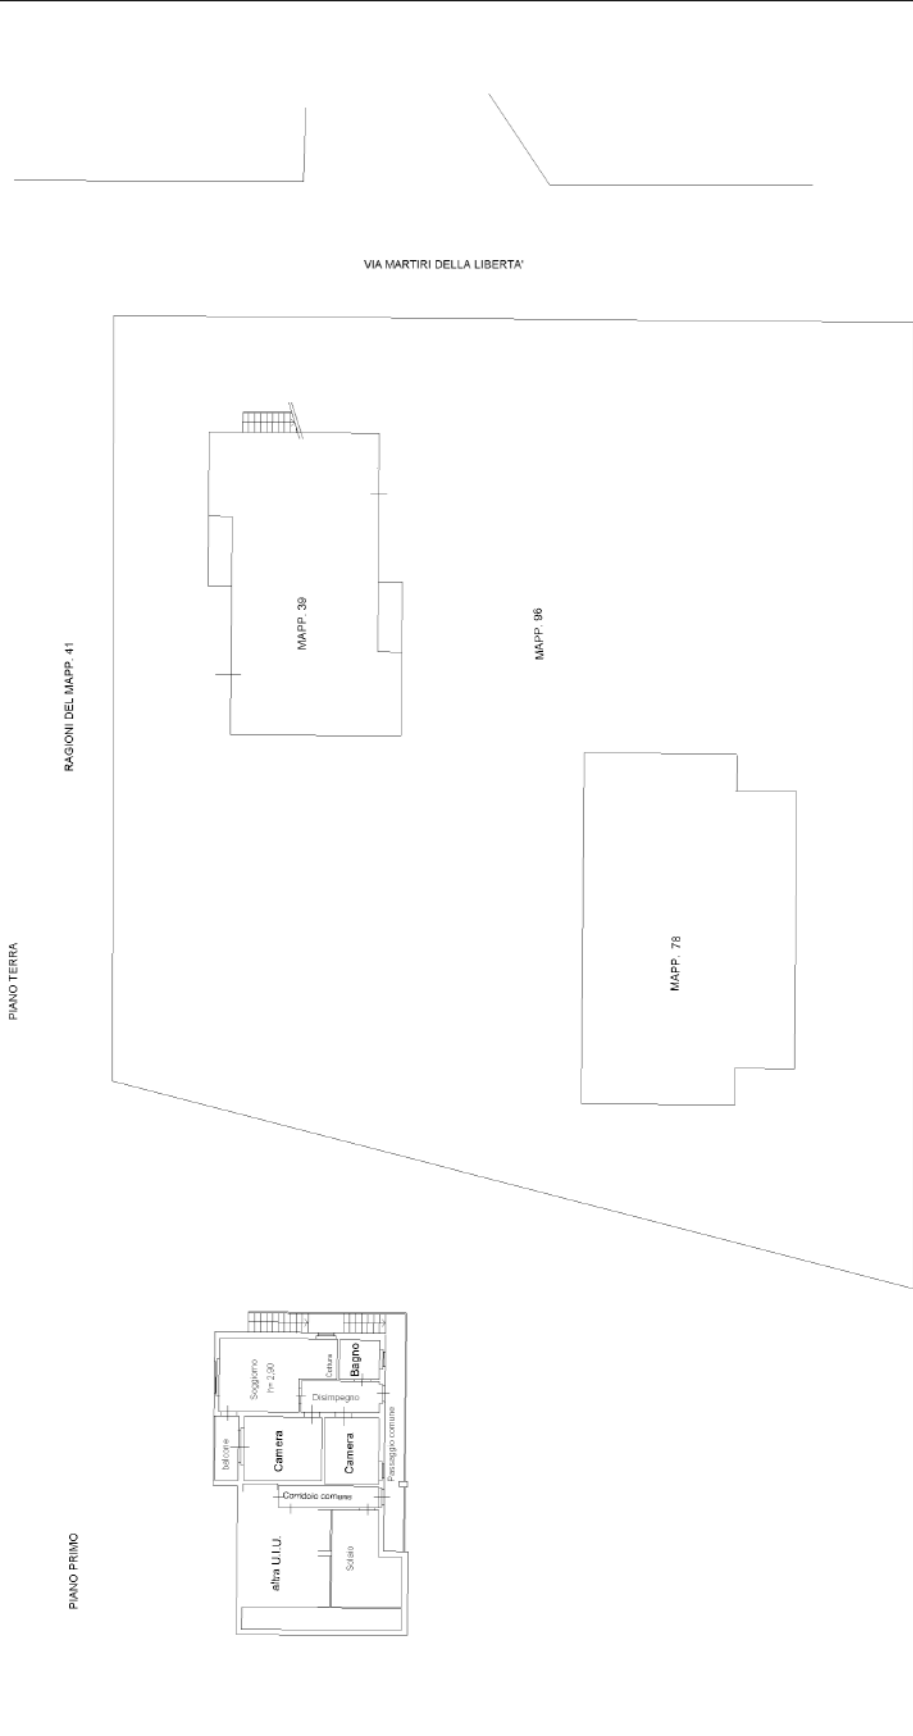 VIA MARTIRI DELLA LIBERTA'
MAPP. 39
MAPP. 96
RAGIONI DEL MAPP. 41
MAPP. 78
PIANO TERRA
Soggiorno
h= 2.90
Cottura
Bagno
Disimpegno
balcone
Camera
Camera
Passaggio comune
Corridoio comune
altra U.I.U.
Solaio
PIANO PRIMO